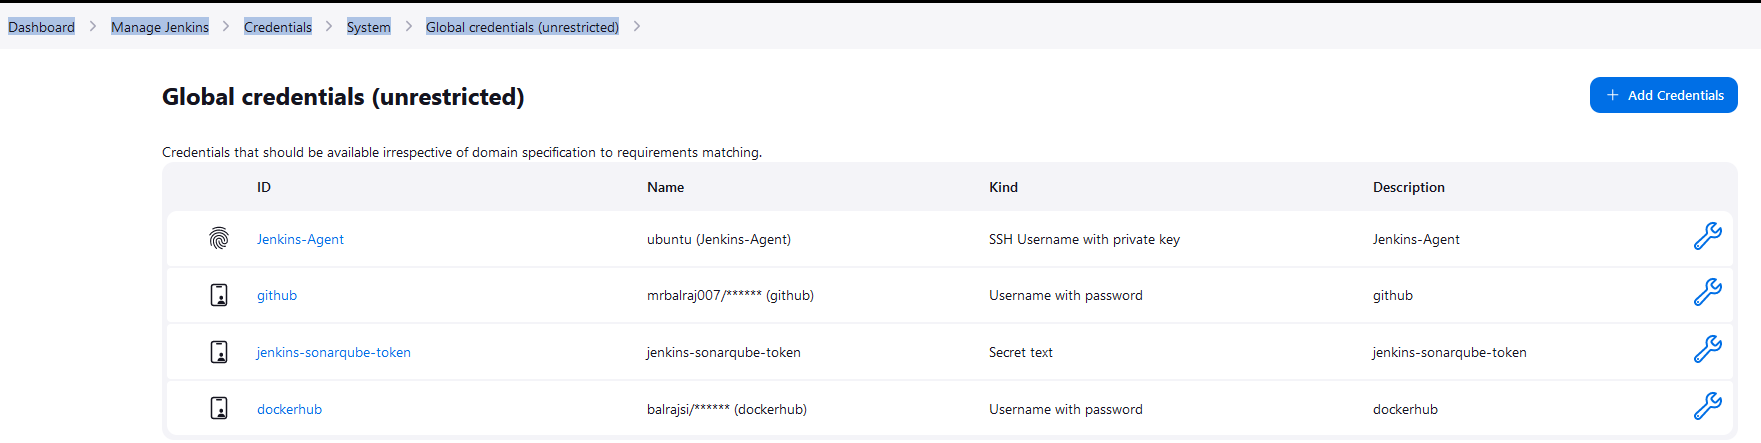 Dashboard > Manage Jenkins > Credentials > System > Global credentials (unrestricted) >
Global credentials (unrestricted)
+ Add Credentials
Credentials that should be available irrespective of domain specification to requirements matching.
ID Name Kind Description
Jenkins-Agent ubuntu (Jenkins-Agent) SSH Username with private key Jenkins-Agent
github mrbalraj007/****** (github) Username with password github
jenkins-sonarqube-token jenkins-sonarqube-token Secret text jenkins-sonarqube-token
dockerhub balrajsi/****** (dockerhub) Username with password dockerhub